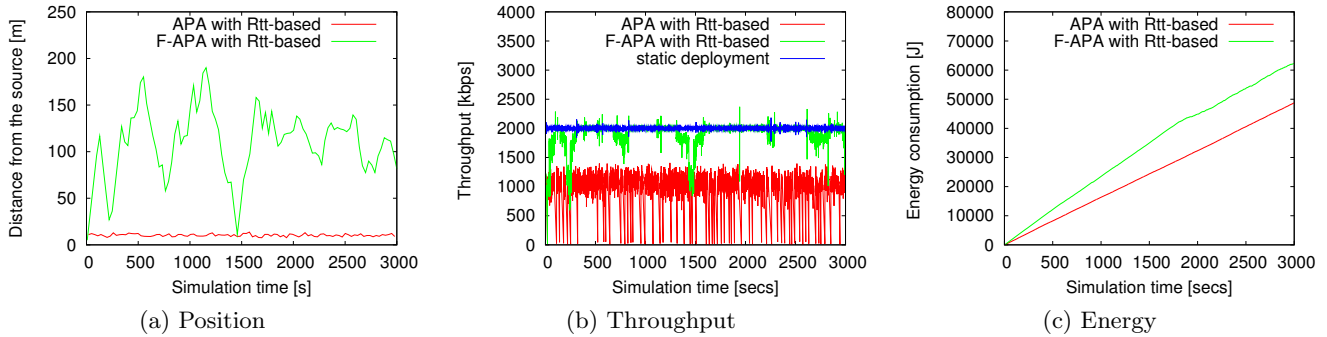 250
200
150
100
50
0
0 500 1000 1500 2000 2500 3000
Distance from the source [m]
Simulation time [s]
APA with Rtt-based
F-APA with Rtt-based
(a) Position
4000
3500
3000
2500
2000
1500
1000
500
0
0 500 1000 1500 2000 2500 3000
Throughput [kbps]
Simulation time [secs]
APA with Rtt-based
F-APA with Rtt-based
static deployment
(b) Throughput
80000
70000
60000
50000
40000
30000
20000
10000
0
0 500 1000 1500 2000 2500 3000
Energy consumption [J]
Simulation time [secs]
APA with Rtt-based
F-APA with Rtt-based
(c) Energy